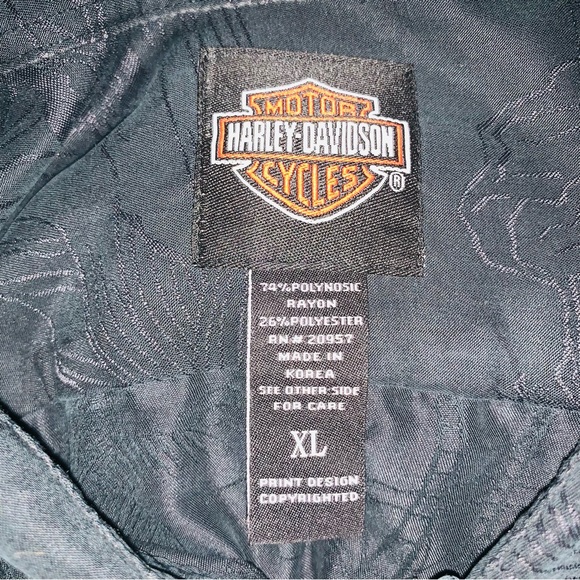 MOTOR
HARLEY-DAVIDSON
CYCLES
®
74%POLYNOSIC
RAYON
26%POLYESTER
RN# 20957
MADE IN
KOREA
SEE OTHER SIDE
FOR CARE
XL
PRINT DESIGN
COPYRIGHTED